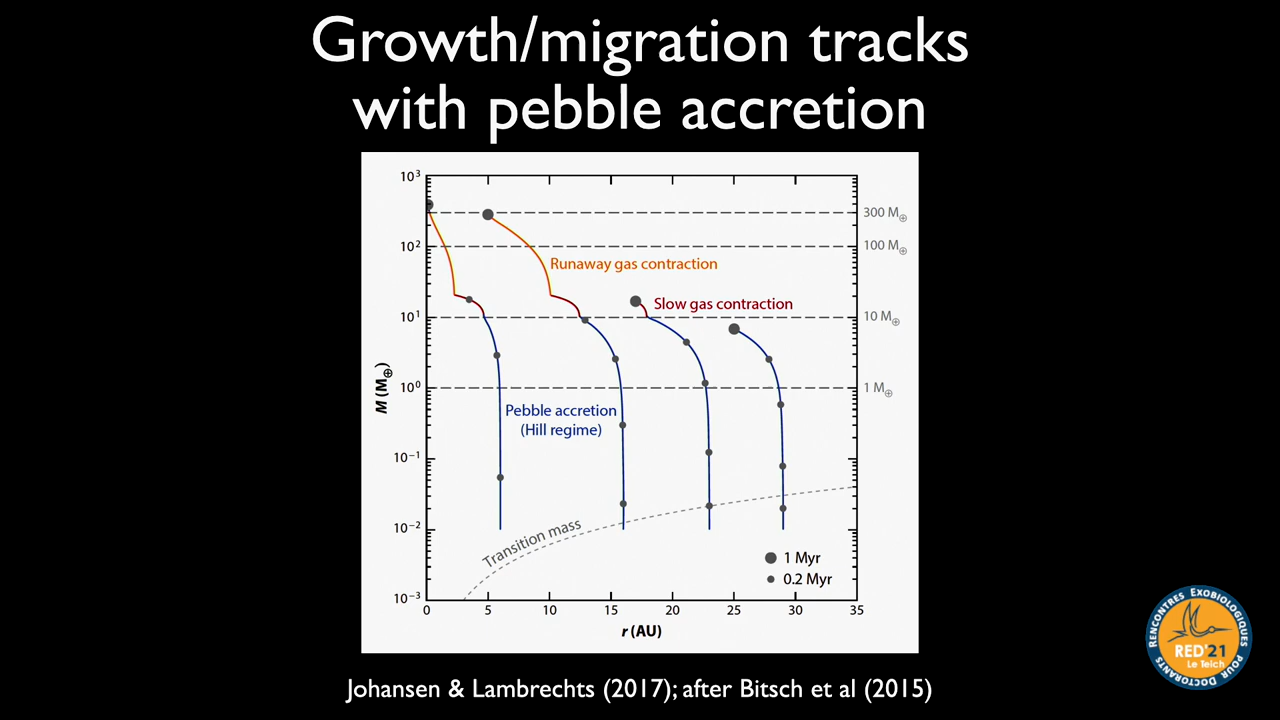 Growth/migration tracks
with pebble accretion
10³
10²
10¹
10⁰
10⁻¹
10⁻²
10⁻³
M (M⊕)
300 M⊕
100 M⊕
10 M⊕
1 M⊕
Runaway gas contraction
Slow gas contraction
Pebble accretion
(Hill regime)
Transition mass
1 Myr
0.2 Myr
0 5 10 15 20 25 30 35
r (AU)
RENCONTRES EXOBIOLOGIQUES
POUR DOCTORANTS
RED'21
Le Teich
Johansen & Lambrechts (2017); after Bitsch et al (2015)